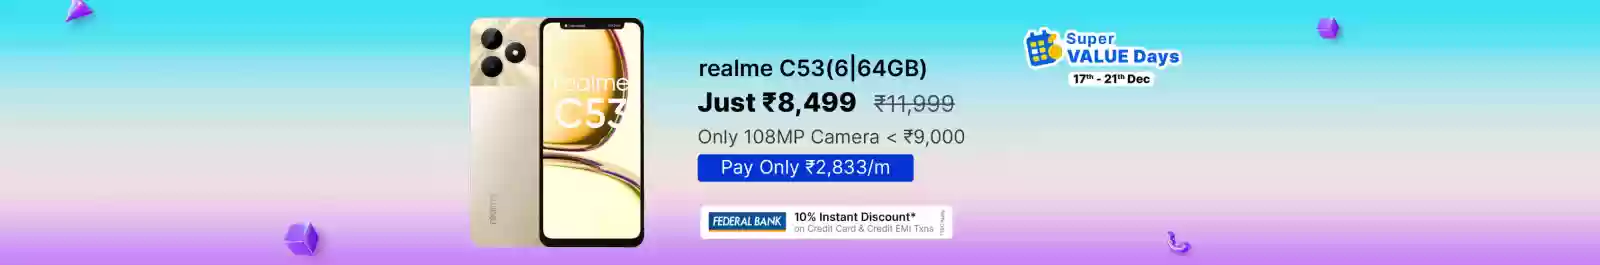 realme
realme
C53
realme C53(6|64GB)
Just ₹8,499 ₹11,999
Only 108MP Camera < ₹9,000
Pay Only ₹2,833/m
FEDERAL BANK
10% Instant Discount*
on Credit Card & Credit EMI Txns
Super
VALUE Days
17th - 21th Dec